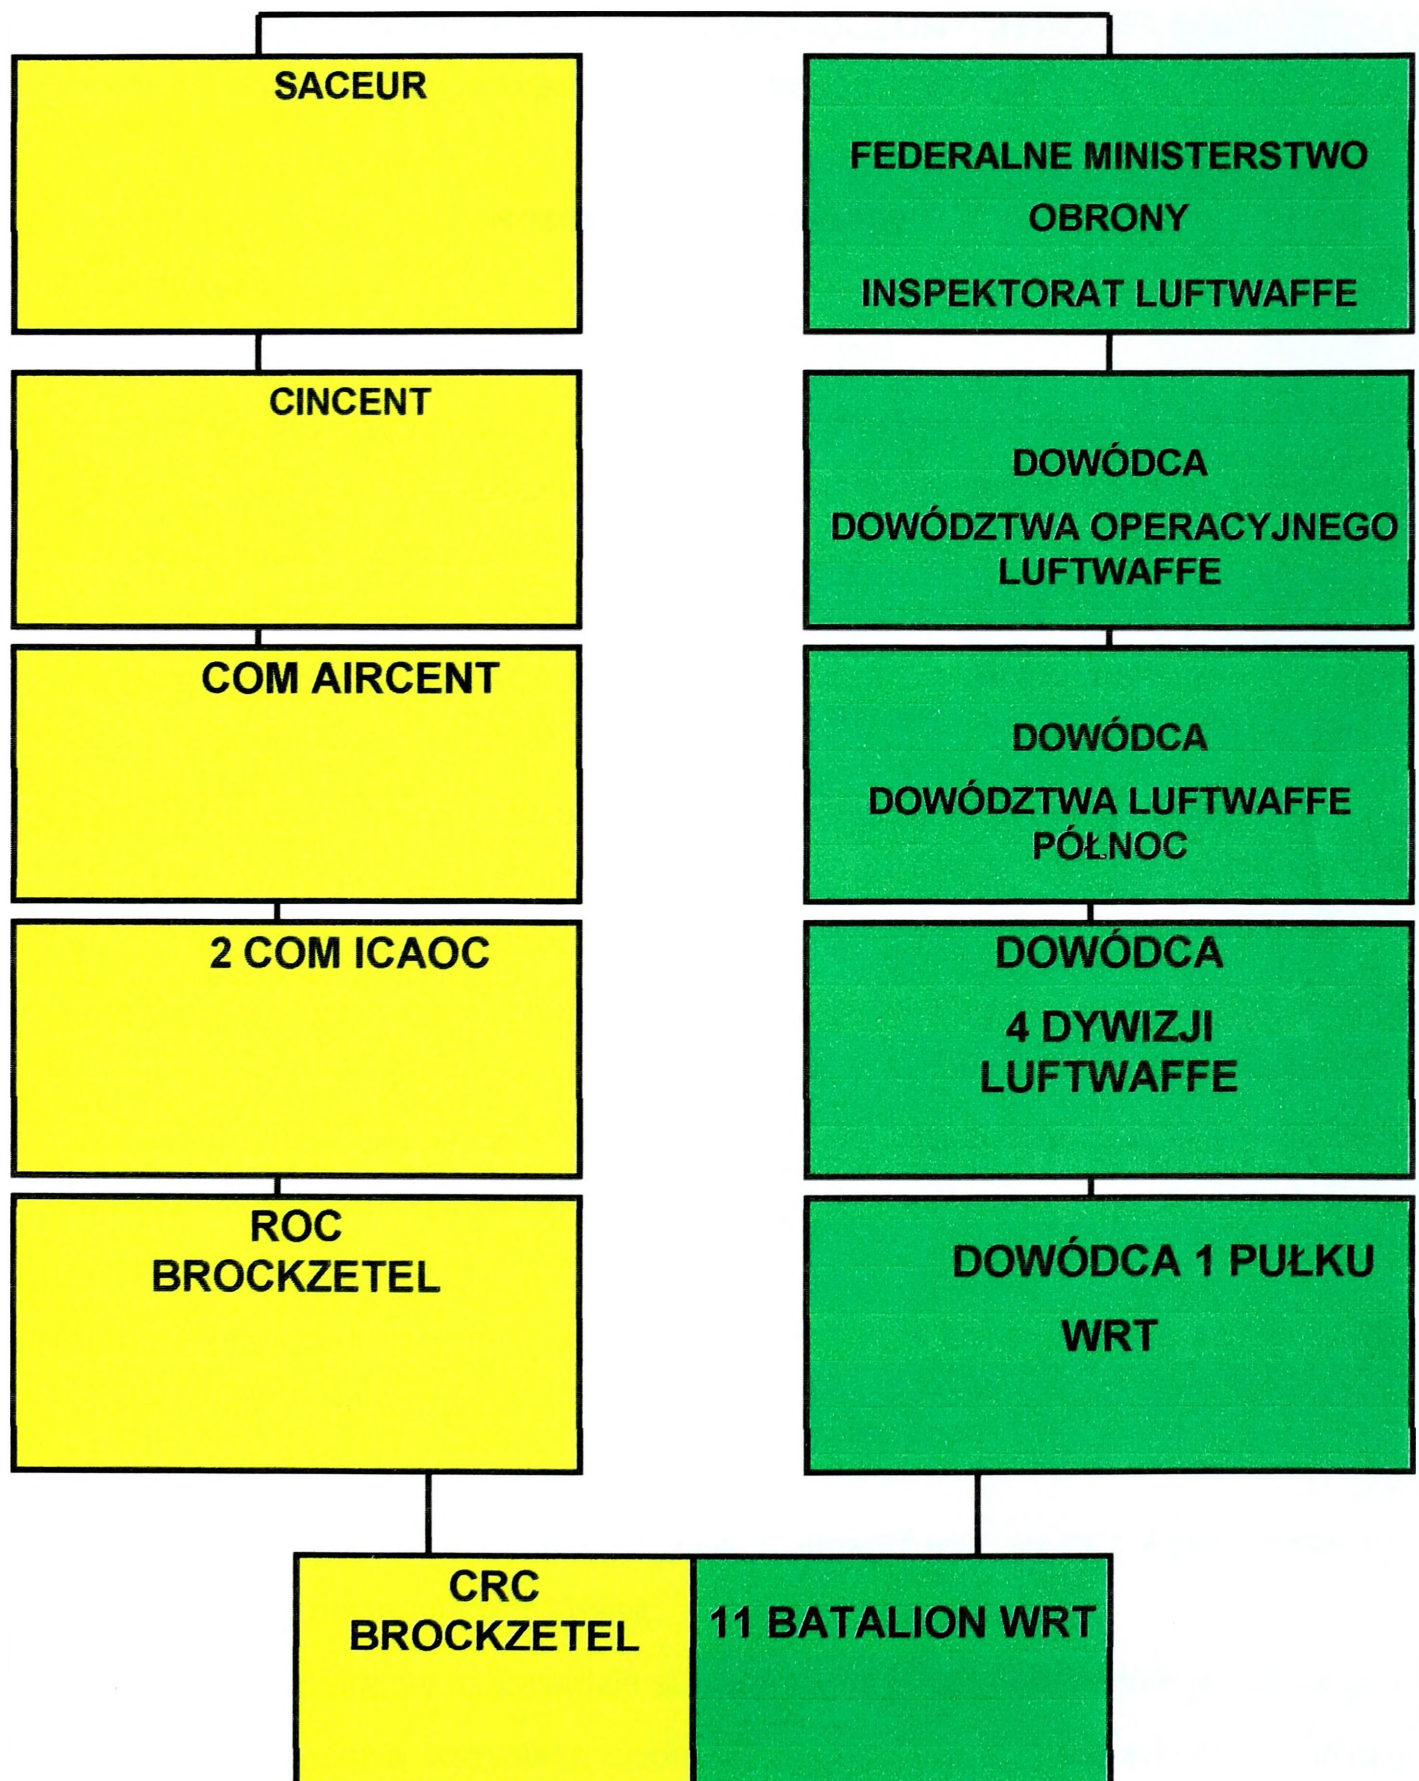 SACEUR
FEDERALNE MINISTERSTWO
OBRONY
INSPEKTORAT LUFTWAFFE
CINCENT
DOWÓDCA
DOWÓDZTWA OPERACYJNEGO
LUFTWAFFE
COM AIRCENT
DOWÓDCA
DOWÓDZTWA LUFTWAFFE
PÓŁNOC
2 COM ICAOC
DOWÓDCA
4 DYWIZJI
LUFTWAFFE
ROC
BROCKZETEL
DOWÓDCA 1 PUŁKU
WRT
CRC
BROCKZETEL
11 BATALION WRT